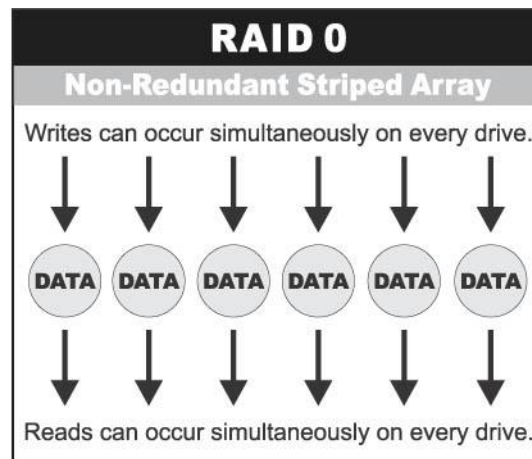 RAID 0
Non-Redundant Striped Array
Writes can occur simultaneously on every drive.
DATA DATA DATA DATA DATA DATA
Reads can occur simultaneously on every drive.